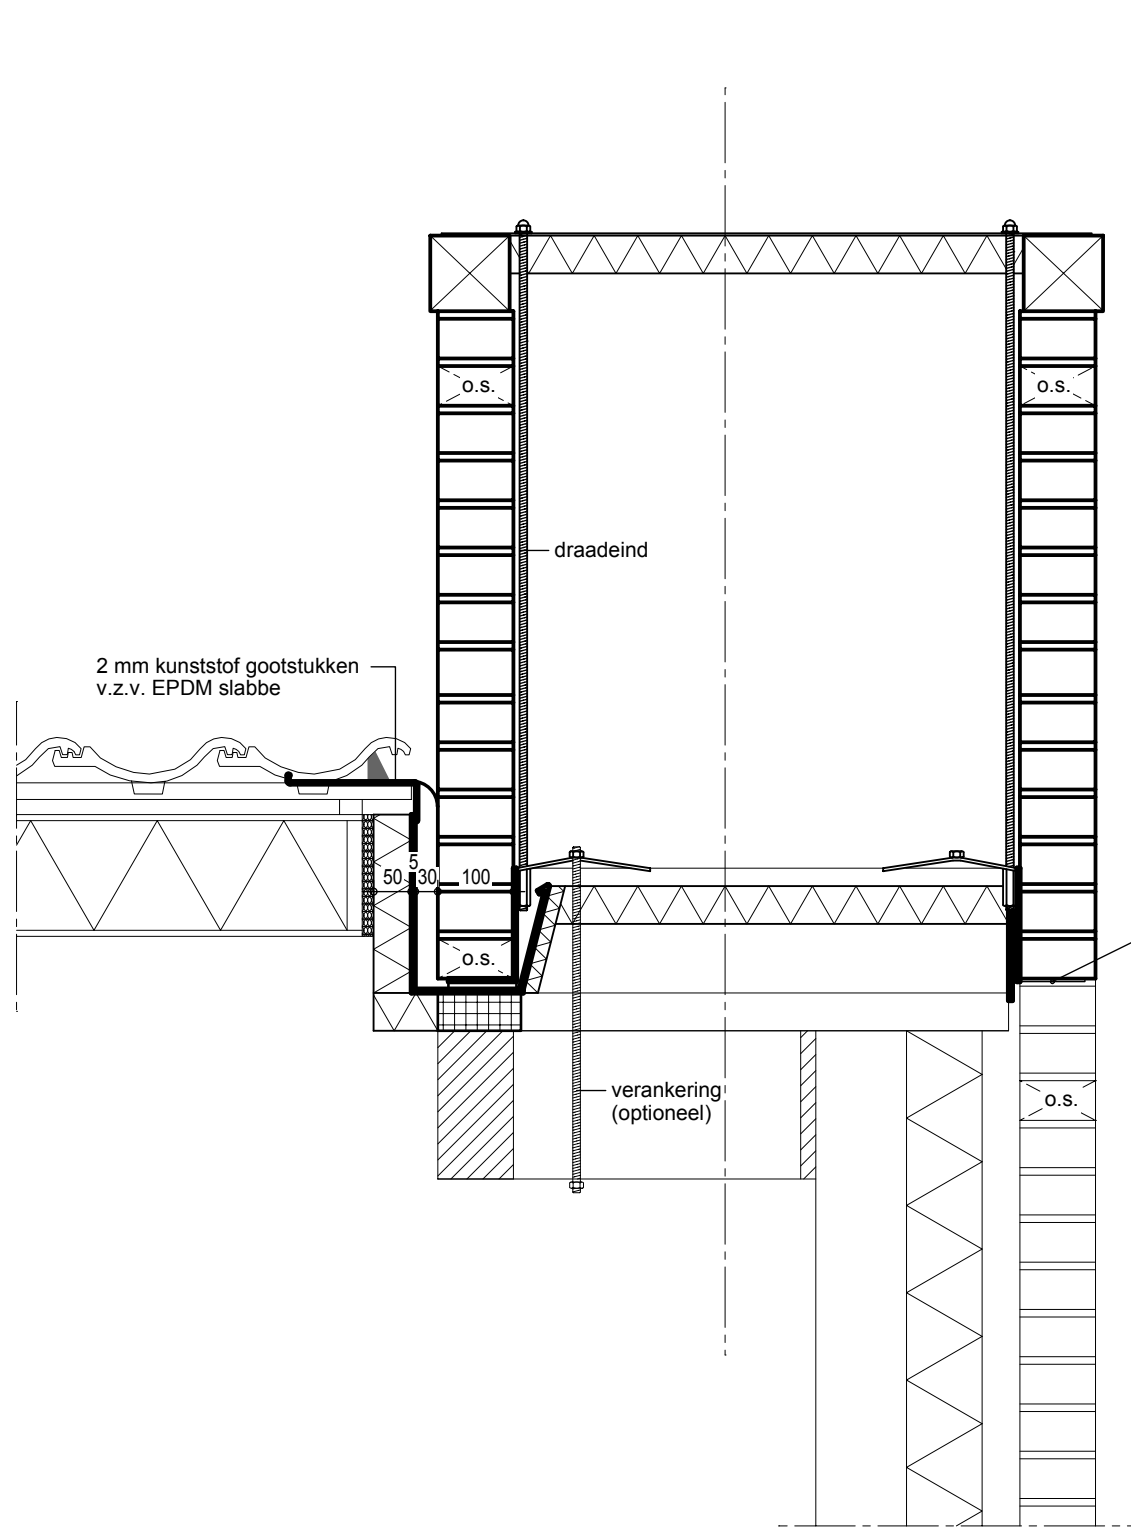 o.s.
o.s.
draadeind
2 mm kunststof gootstukken
v.z.v. EPDM slabbe
5
50 30 100
o.s.
verankering
(optioneel)
o.s.